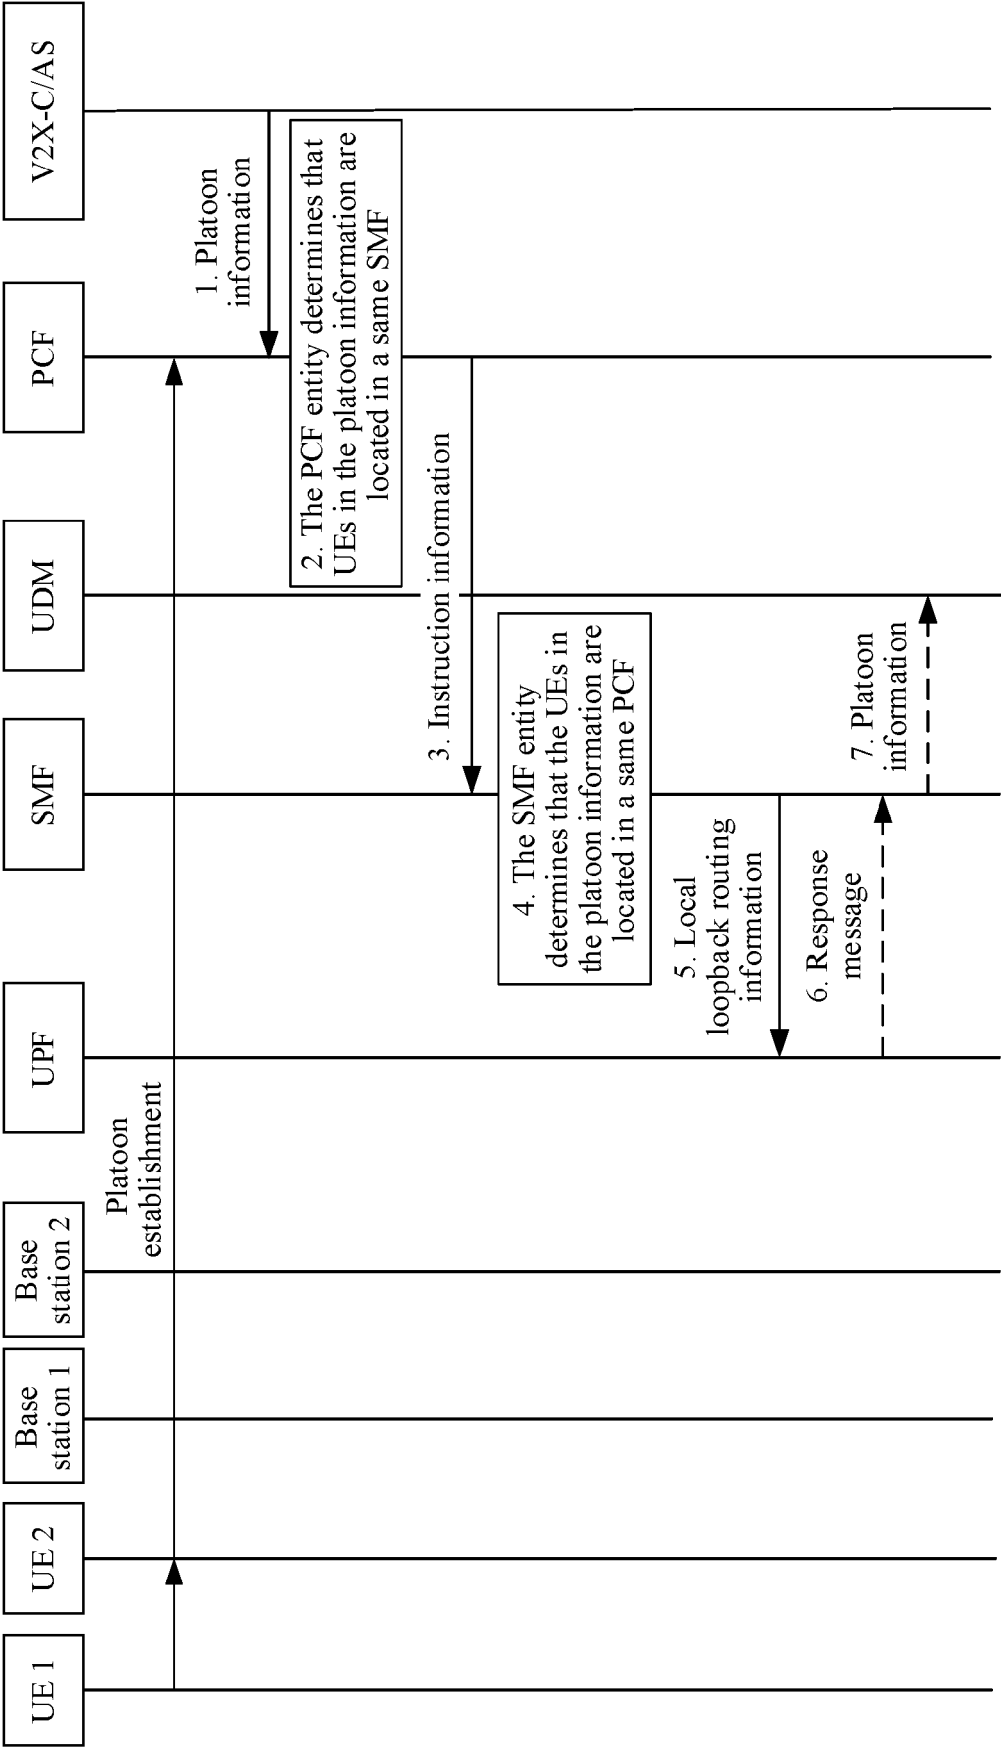 UE 1
UE 2
Base
station 1
Base
station 2
UPF
SMF
UDM
PCF
V2X-C/AS
Platoon
establishment
1. Platoon
information
2. The PCF entity determines that
UEs in the platoon information are
located in a same SMF
3. Instruction information
4. The SMF entity
determines that the UEs in
the platoon information are
located in a same PCF
5. Local
loopback routing
information
6. Response
message
7. Platoon
information